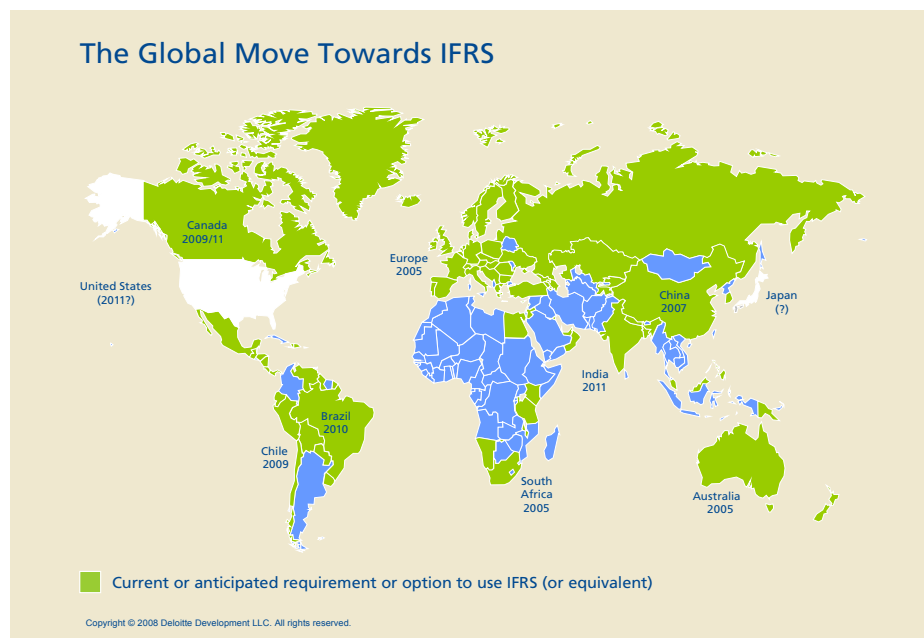 The Global Move Towards IFRS
Canada
2009/11
Europe
2005
United States
(2011?)
China
2007
Japan
(?)
India
2011
Brazil
2010
Chile
2009
South
Africa
2005
Australia
2005
Current or anticipated requirement or option to use IFRS (or equivalent)
Copyright © 2008 Deloitte Development LLC. All rights reserved.